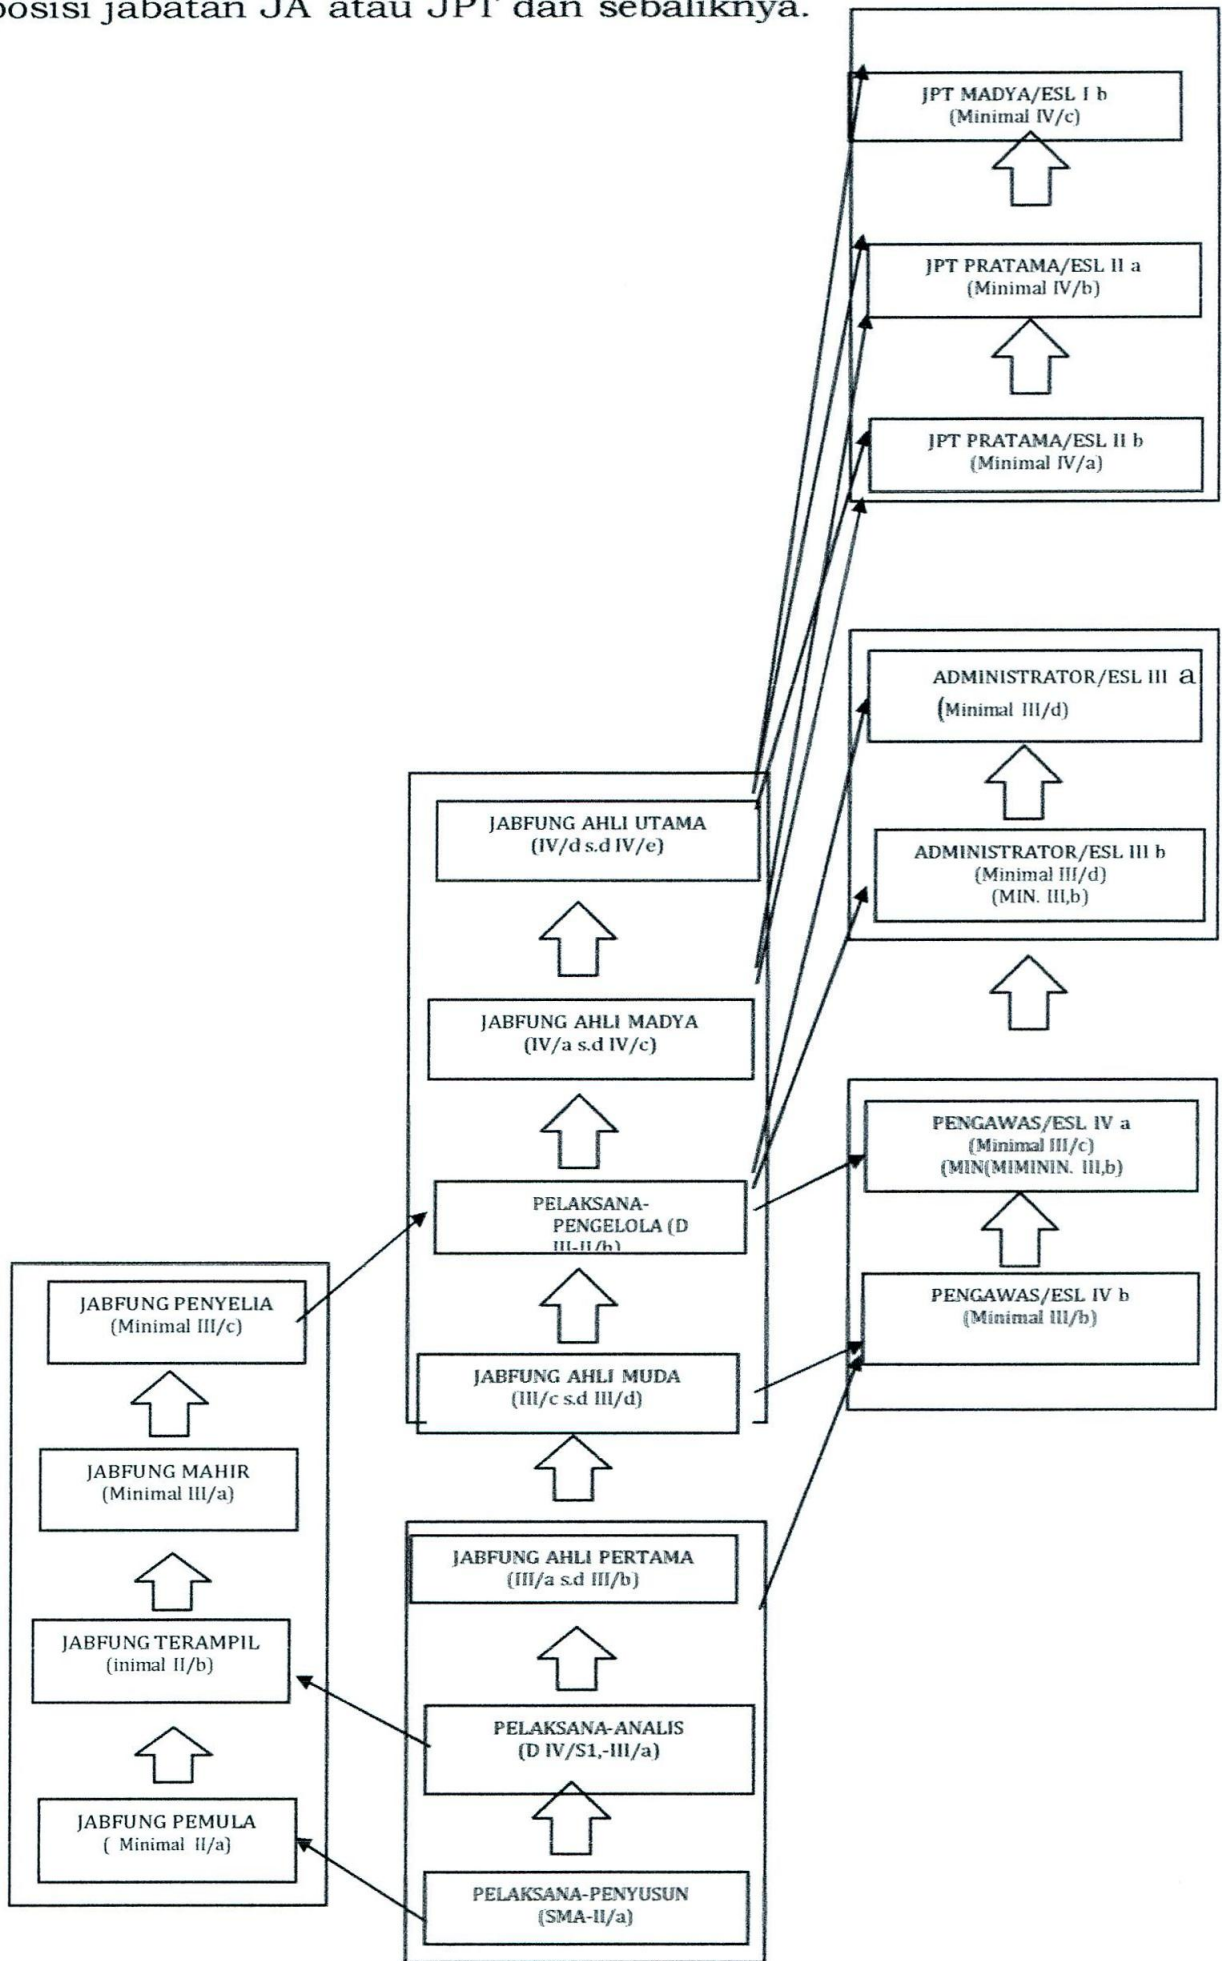 posisi jabatan JA atau JPT dan sebaliknya.
JPT MADYA/ESL I b
(Minimal IV/c)
JPT PRATAMA/ESL II a
(Minimal IV/b)
JPT PRATAMA/ESL II b
(Minimal IV/a)
ADMINISTRATOR/ESL III a
(Minimal III/d)
ADMINISTRATOR/ESL III b
(Minimal III/d)
(MIN. III,b)
PENGAWAS/ESL IV a
(Minimal III/c)
(MIN(MIMININ. III,b)
PENGAWAS/ESL IV b
(Minimal III/b)
JABFUNG AHLI UTAMA
(IV/d s.d IV/e)
JABFUNG AHLI MADYA
(IV/a s.d IV/c)
PELAKSANA-
PENGELOLA (D
III-II/b)
JABFUNG AHLI MUDA
(III/c s.d III/d)
JABFUNG AHLI PERTAMA
(III/a s.d III/b)
PELAKSANA-ANALIS
(D IV/S1,-III/a)
PELAKSANA-PENYUSUN
(SMA-II/a)
JABFUNG PENYELIA
(Minimal III/c)
JABFUNG MAHIR
(Minimal III/a)
JABFUNG TERAMPIL
(inimal II/b)
JABFUNG PEMULA
( Minimal II/a)